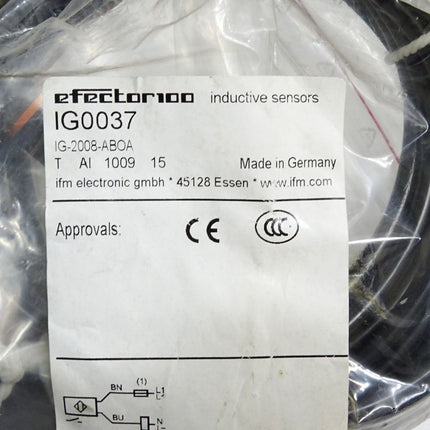 efector100 inductive sensors
IG0037
IG-2008-ABOA
T AI 1009 15 Made in Germany
ifm electronic gmbh * 45128 Essen * www.ifm.com
Approvals: CE CCC
BN (1) L1
BU N